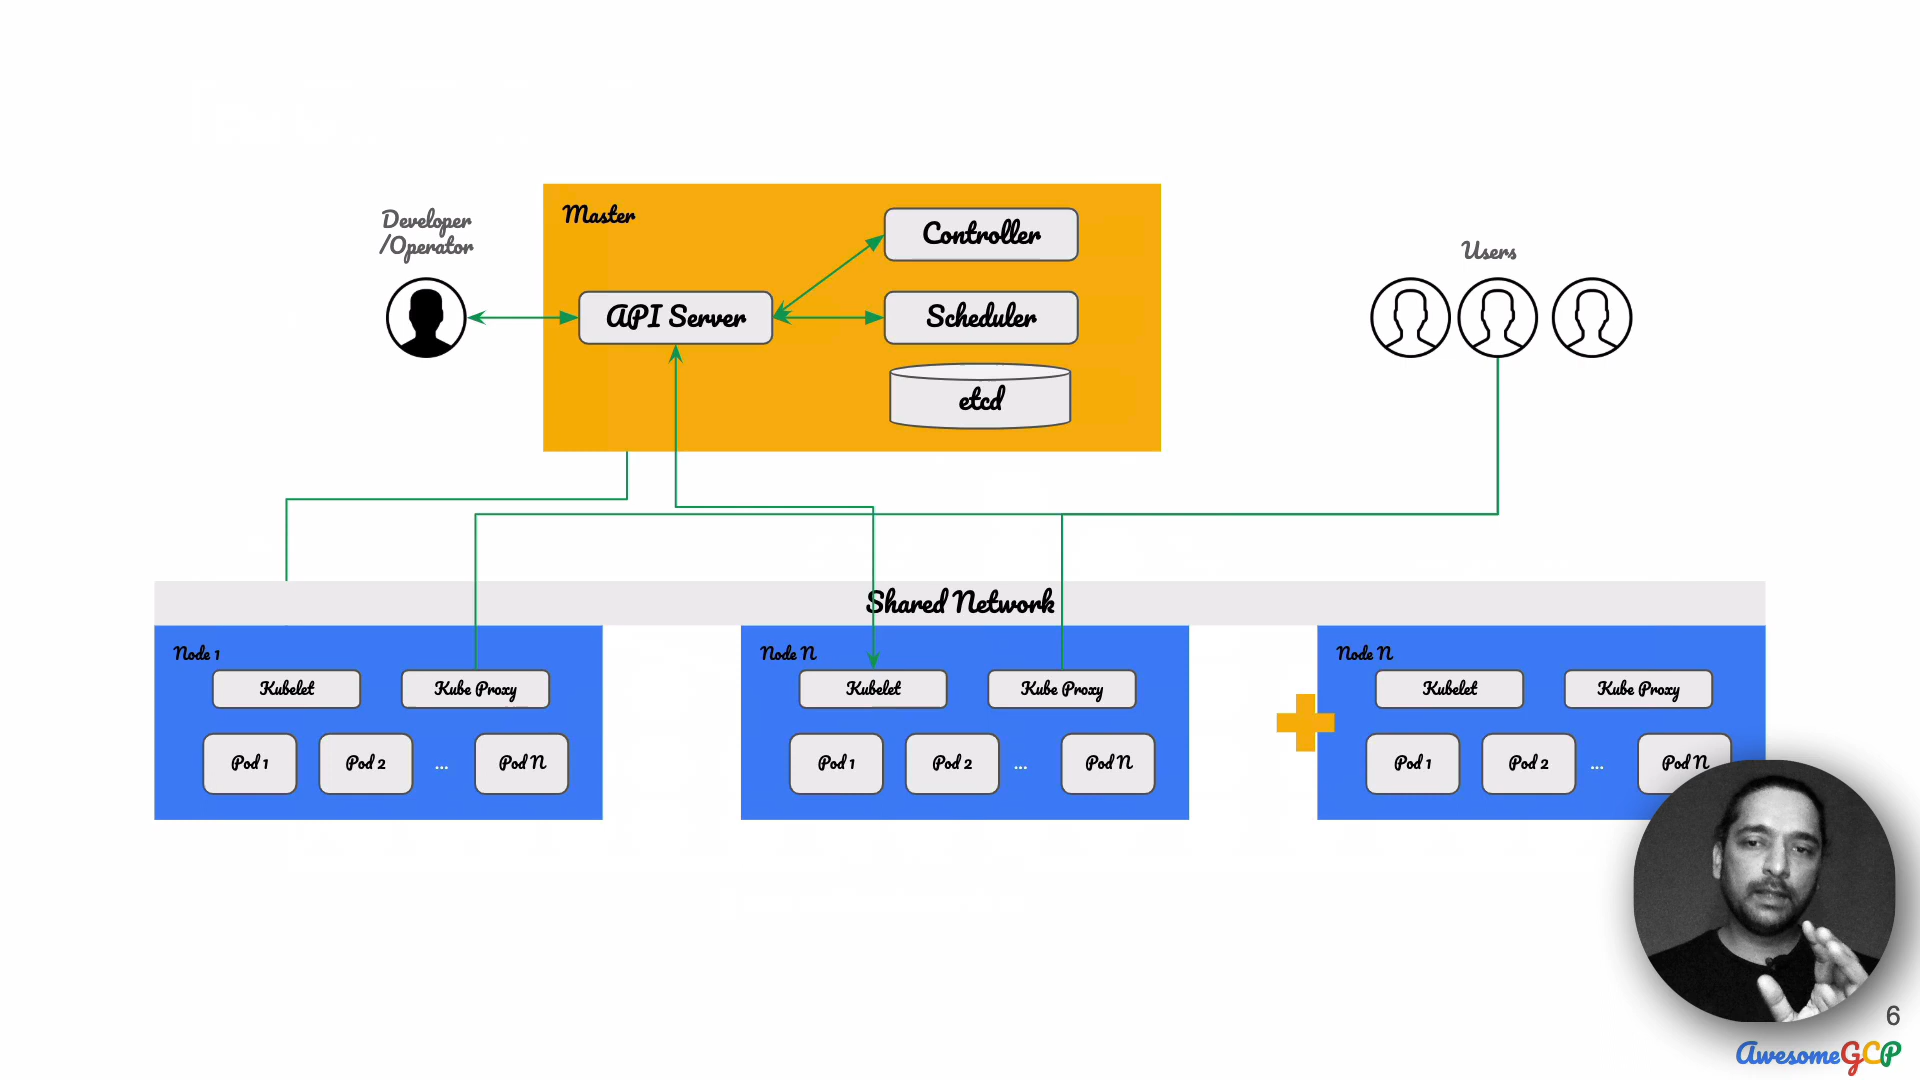 Developer
/Operator
Master
Controller
API Server
Scheduler
etcd
Users
Shared Network
Node 1
Kubelet
Kube Proxy
Pod 1
Pod 2
...
Pod N
Node N
Kubelet
Kube Proxy
Pod 1
Pod 2
...
Pod N
Node N
Kubelet
Kube Proxy
Pod 1
Pod 2
...
Pod N
6
AwesomeGCP